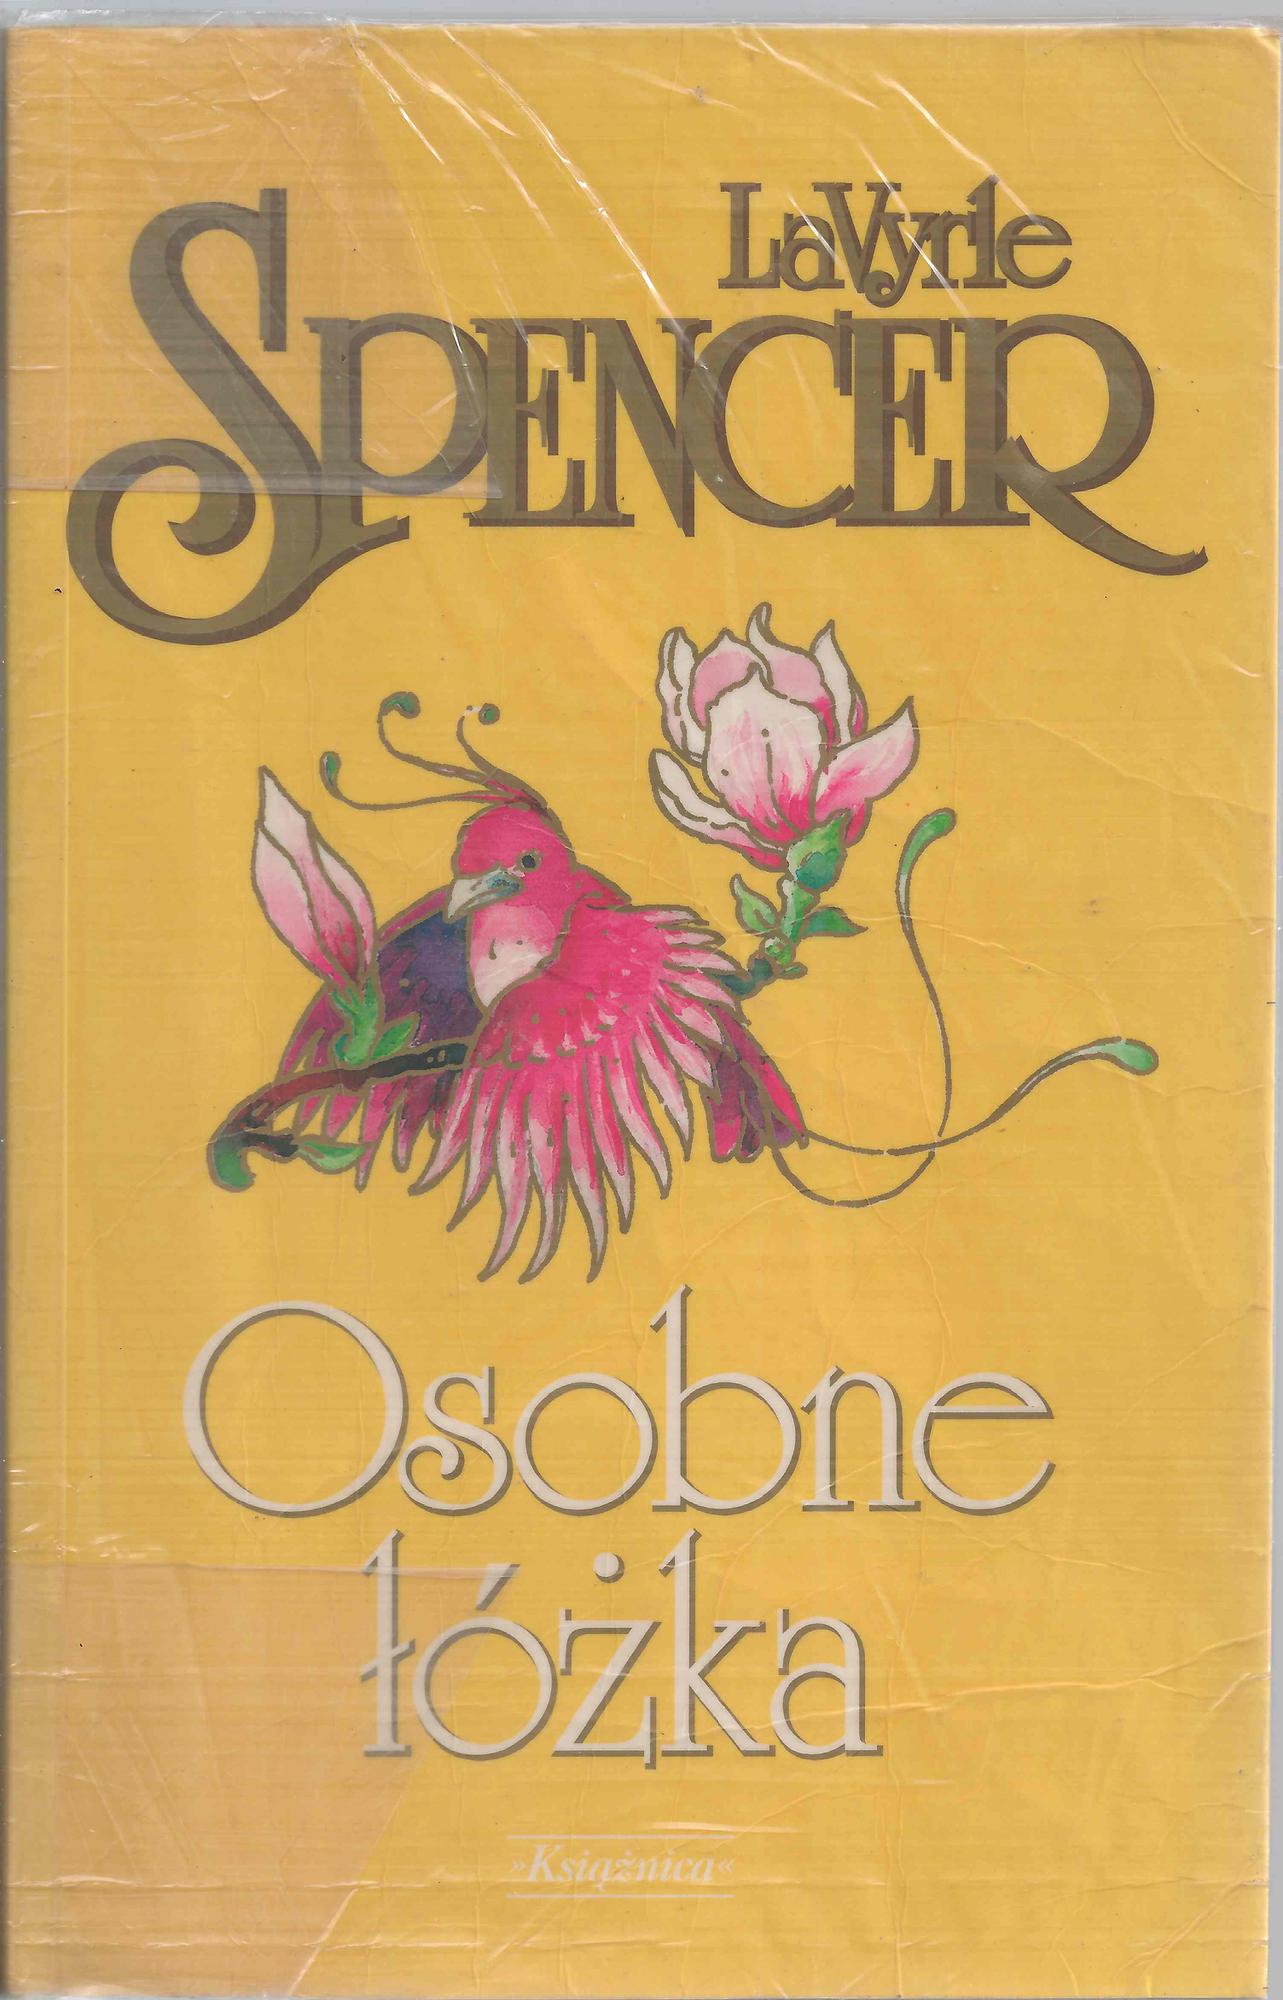 LaVyrle
SPENCER
Osobne
łóżka
»Książnica«